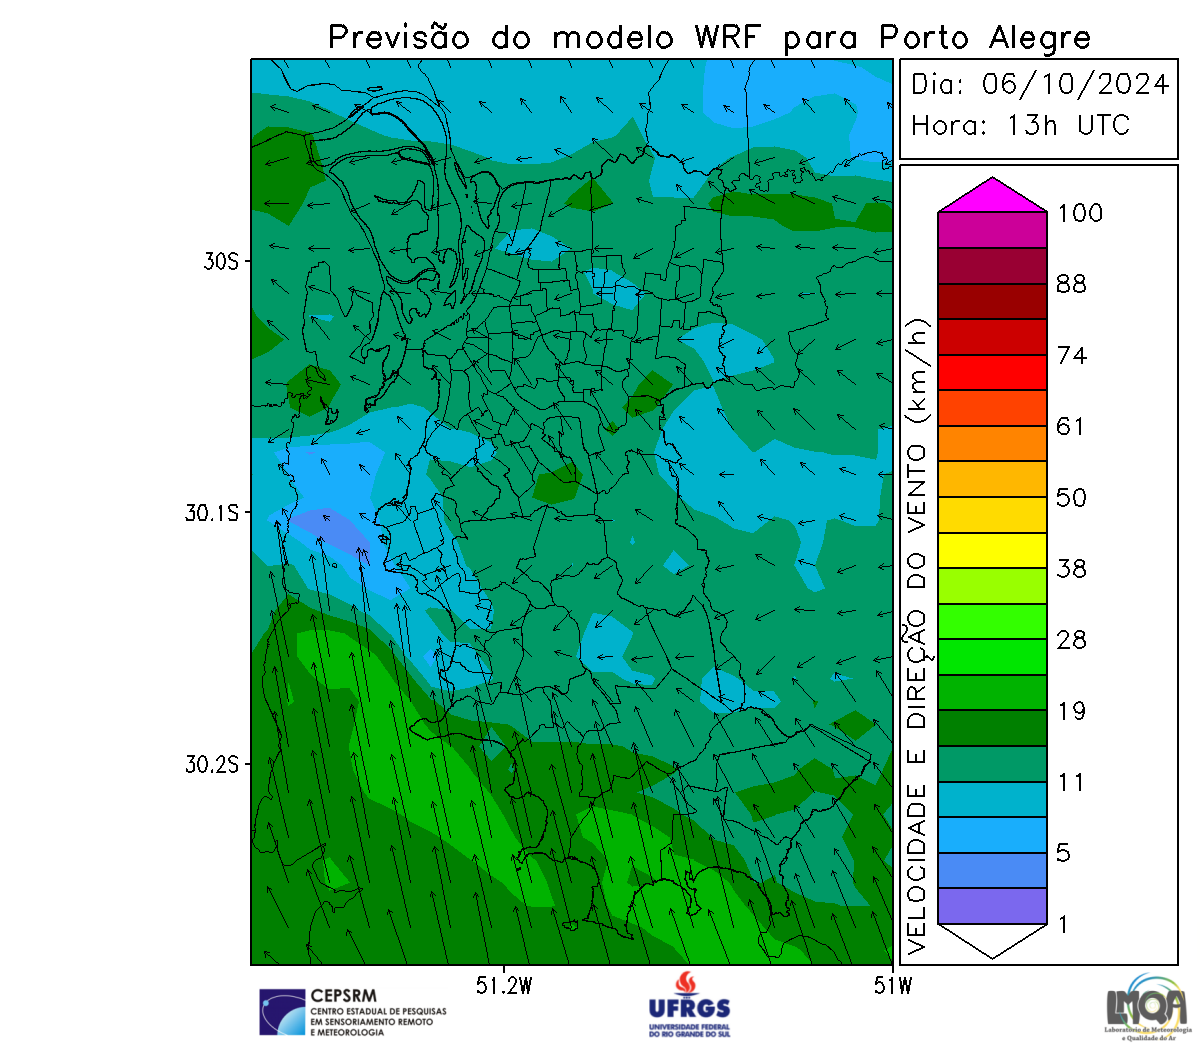 Previsão do modelo WRF para Porto Alegre
Dia: 06/10/2024
Hora: 13h UTC
30S
30.1S
30.2S
51.2W
51W
VELOCIDADE E DIREÇÃO DO VENTO (km/h)
100
88
74
61
50
38
28
19
11
5
1
CEPSRM
CENTRO ESTADUAL DE PESQUISAS
EM SENSORIAMENTO REMOTO
E METEOROLOGIA
UFRGS
UNIVERSIDADE FEDERAL
DO RIO GRANDE DO SUL
LMQA
Laboratório de Meteorologia
e Qualidade do Ar